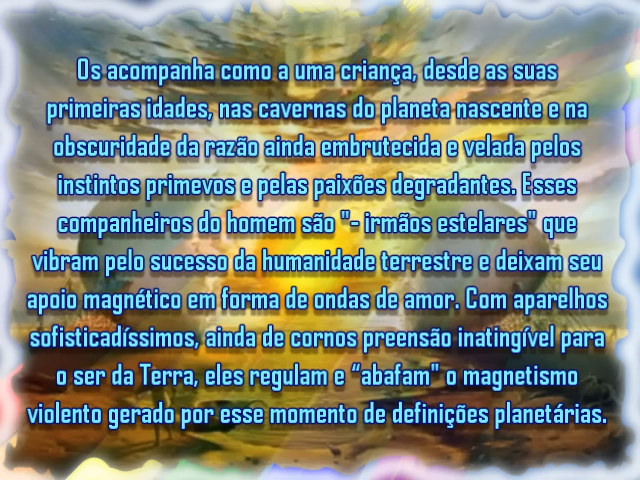 Os acompanha como a uma criança, desde as suas
primeiras idades, nas cavernas do planeta nascente e na
obscuridade da razão ainda embrutecida e velada pelos
instintos primevos e pelas paixões degradantes. Esses
companheiros do homem são "- irmãos estelares" que
vibram pelo sucesso da humanidade terrestre e deixam seu
apoio magnético em forma de ondas de amor. Com aparelhos
sofisticadíssimos, ainda de cornos preensão inatingível para
o ser da Terra, eles regulam e “abafam" o magnetismo
violento gerado por esse momento de definições planetárias.